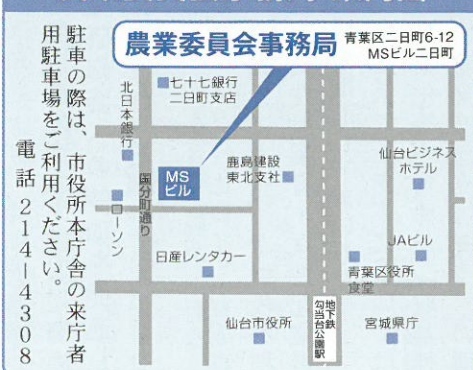 農業委員会事務局
青葉区二日町6-12
MSビル二日町
駐車の際は、市役所本庁舎の来庁者
用駐車場をご利用ください。
電話 214-4308
七十七銀行
二日町支店
北日本銀行
国分町通り
MS
ビル
鹿島建設
東北支社
仙台ビジネス
ホテル
ローソン
日産レンタカー
JAビル
青葉区役所
食堂
地下鉄
勾当台公園駅
仙台市役所
宮城県庁